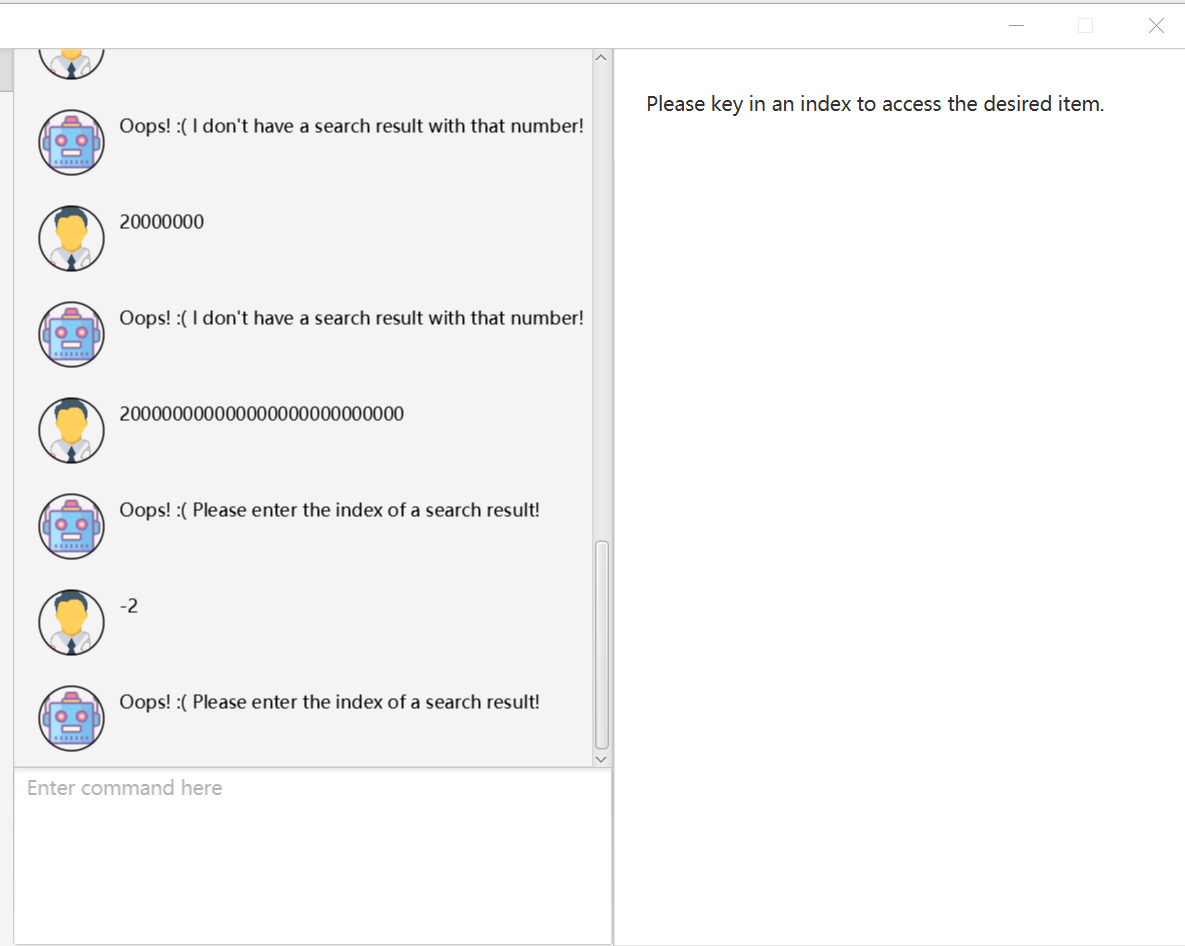 Oops! :( I don't have a search result with that number!
20000000
Oops! :( I don't have a search result with that number!
200000000000000000000000000
Oops! :( Please enter the index of a search result!
-2
Oops! :( Please enter the index of a search result!
Enter command here
Please key in an index to access the desired item.